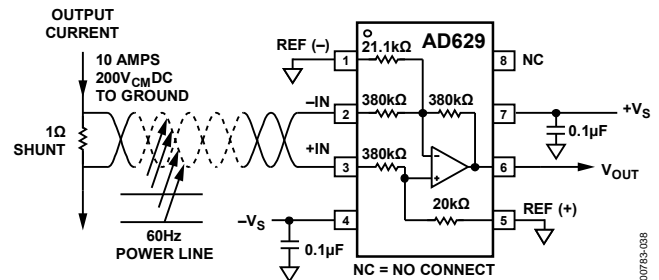 OUTPUT
CURRENT
10 AMPS
200VCMDC
TO GROUND
1Ω
SHUNT
60Hz
POWER LINE
REF (–)
1
21.1kΩ
AD629
8
NC
–IN
2
380kΩ
380kΩ
7
+VS
0.1µF
+IN
3
380kΩ
–
+
6
VOUT
–VS
4
0.1µF
20kΩ
5
REF (+)
NC = NO CONNECT
00783-038